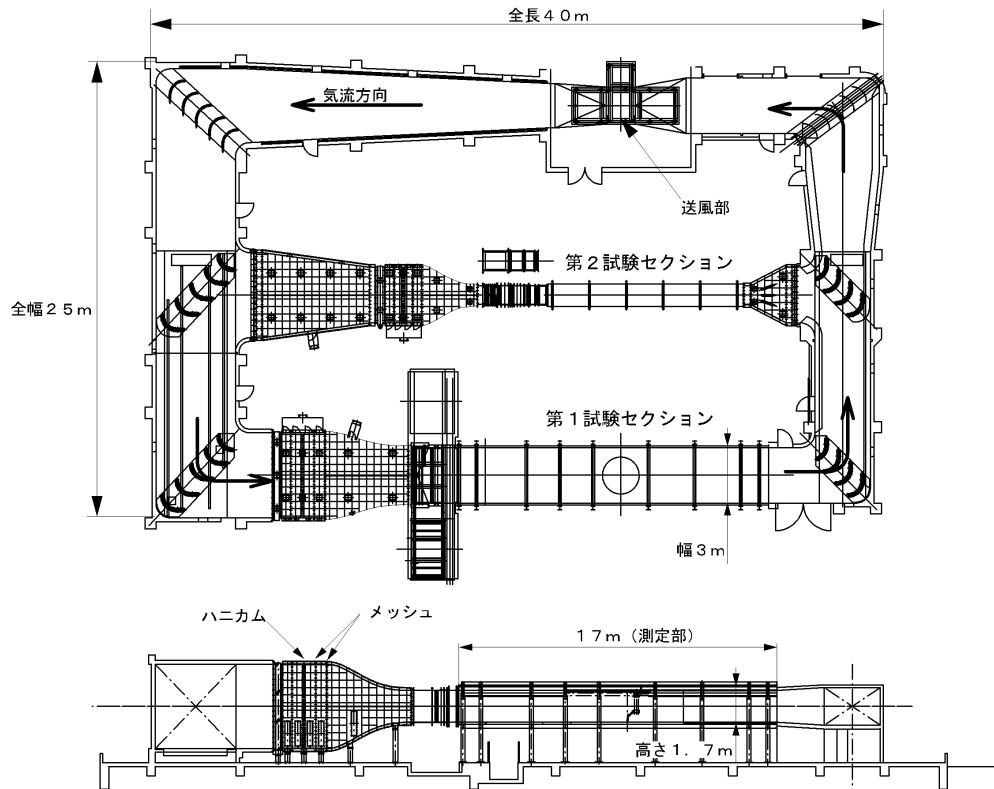 全長４０ｍ
気流方向
送風部
第２試験セクション
全幅２５ｍ
第１試験セクション
幅３ｍ
ハニカム
メッシュ
１７ｍ（測定部）
高さ１．７ｍ